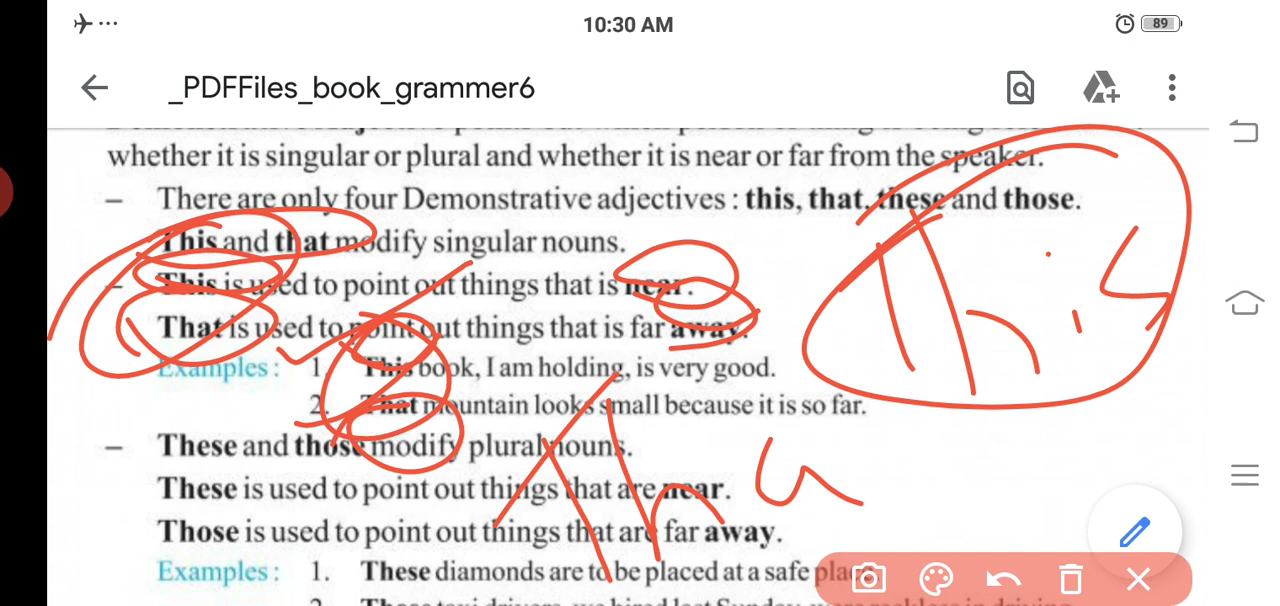 10:30 AM
89
_PDFFiles_book_grammer6
whether it is singular or plural and whether it is near or far from the speaker.
– There are only four Demonstrative adjectives : this, that, these and those.
This and that modify singular nouns.
– This is used to point out things that is near.
That is used to point out things that is far away.
Examples : 1. This book, I am holding, is very good.
2. That mountain looks small because it is so far.
– These and those modify plural nouns.
These is used to point out things that are near.
Those is used to point out things that are far away.
Examples : 1. These diamonds are to be placed at a safe place
This